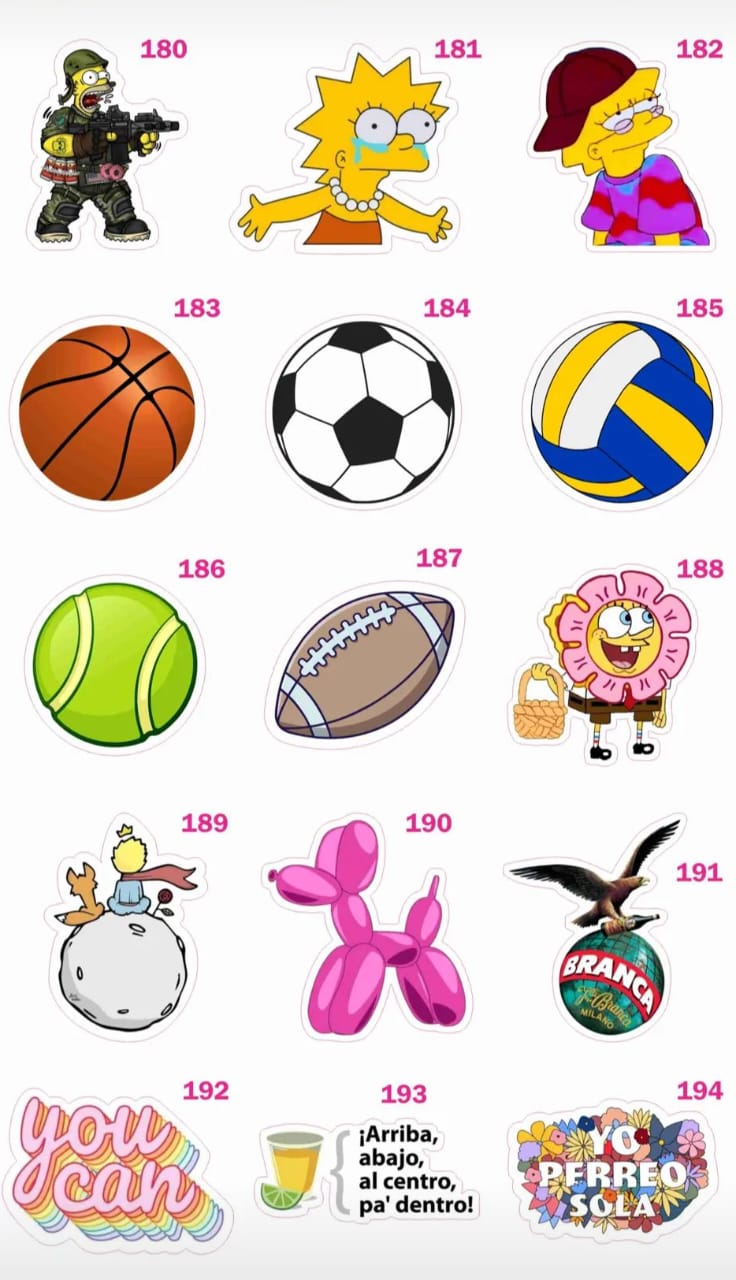 180
181
182
183
184
185
186
187
188
189
190
191
BRANCA
Branca
MILANO
192
193
194
you
can
¡Arriba,
abajo,
al centro,
pa' dentro!
YO
PERREO
SOLA